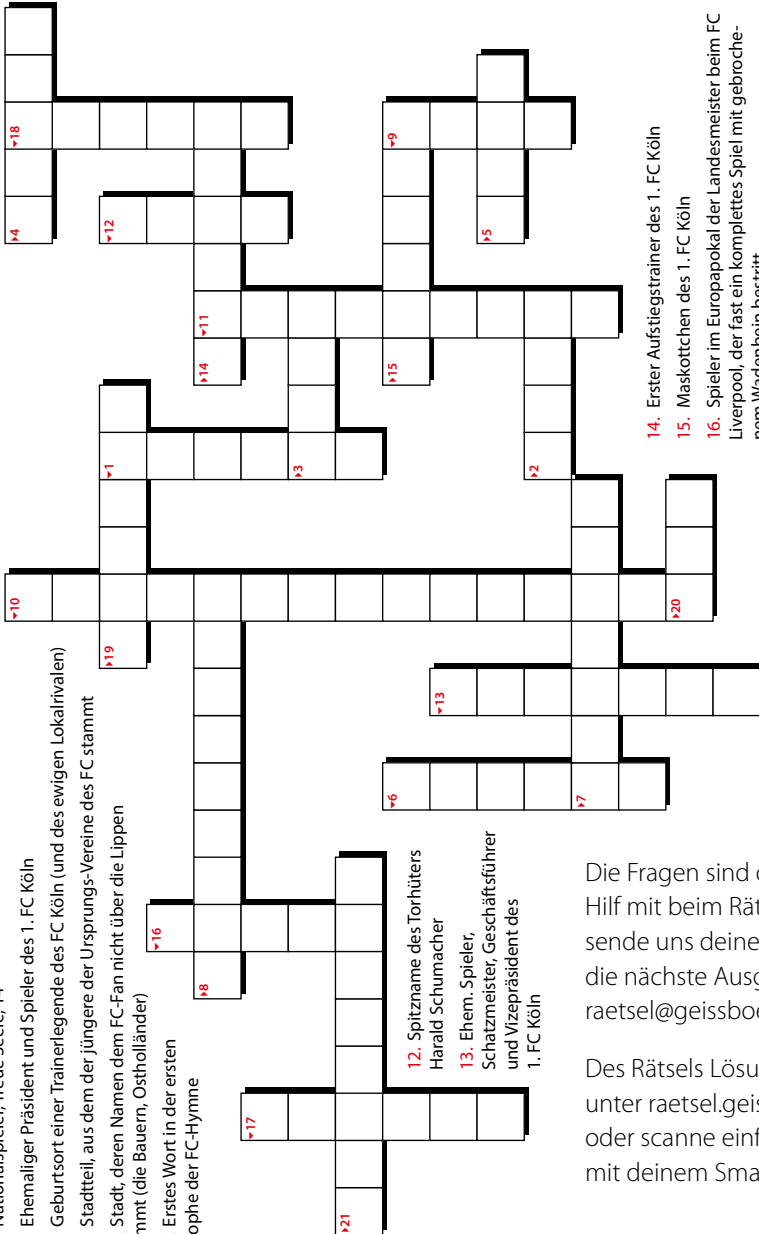 Nationalspieler, treue Seele, 14
Ehemaliger Präsident und Spieler des 1. FC Köln
Geburtsort einer Trainerlegende des FC Köln (und des ewigen Lokalrivalen)
Stadtteil, aus dem der jüngere der Ursprungs-Vereine des FC stammt
Stadt, deren Namen dem FC-Fan nicht über die Lippen
mmt (die Bauern, Ostholländer)
Erstes Wort in der ersten
ophe der FC-Hymne
12. Spitzname des Torhüters
Harald Schumacher
13. Ehem. Spieler,
Schatzmeister, Geschäftsführer
und Vizepräsident des
1. FC Köln
14. Erster Aufstiegstrainer des 1. FC Köln
15. Maskottchen des 1. FC Köln
16. Spieler im Europapokal der Landesmeister beim FC
Liverpool, der fast ein komplettes Spiel mit gebroche-
nem Wadenbein bestritt
4
18
10
12
1
19
9
16
11
14
5
8
3
17
15
6
13
2
21
7
20
Die Fragen sind d
Hilf mit beim Rät
sende uns deine
die nächste Ausg
raetsel@geissboe
Des Rätsels Lösu
unter raetsel.geis
oder scanne einf
mit deinem Sma